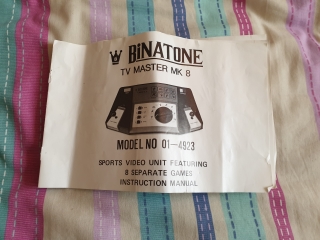 BiNATONE
TV MASTER MK 8
MODEL NO 01-4923
SPORTS VIDEO UNIT FEATURING
8 SEPARATE GAMES
INSTRUCTION MANUAL